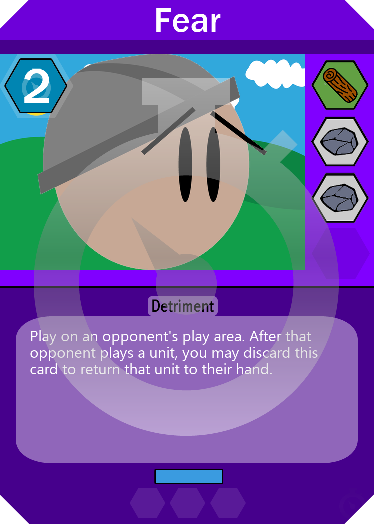 Fear
2
Detriment
Play on an opponent's play area. After that
opponent plays a unit, you may discard this
card to return that unit to their hand.